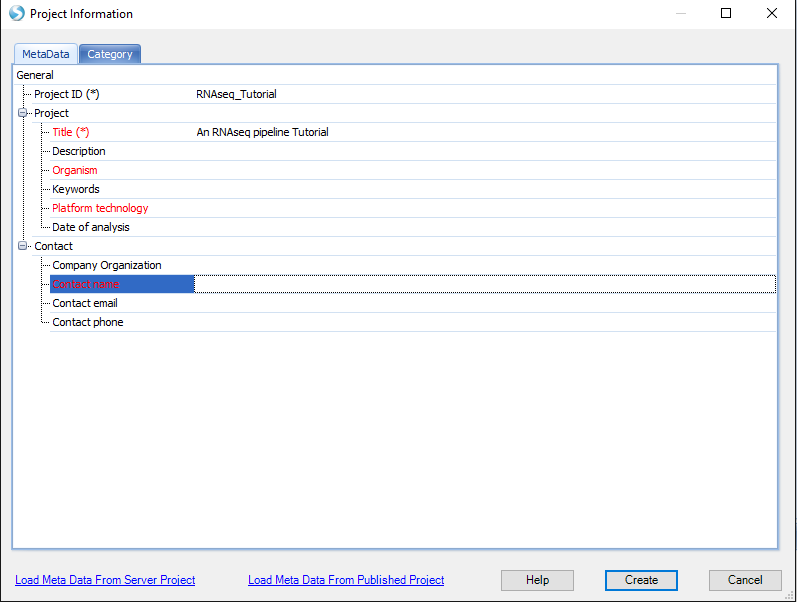 Project Information
MetaData Category
General
Project ID (*) RNAseq_Tutorial
Project
Title (*) An RNAseq pipeline Tutorial
Description
Organism
Keywords
Platform technology
Date of analysis
Contact
Company Organization
Contact name
Contact email
Contact phone
Load Meta Data From Server Project Load Meta Data From Published Project Help Create Cancel